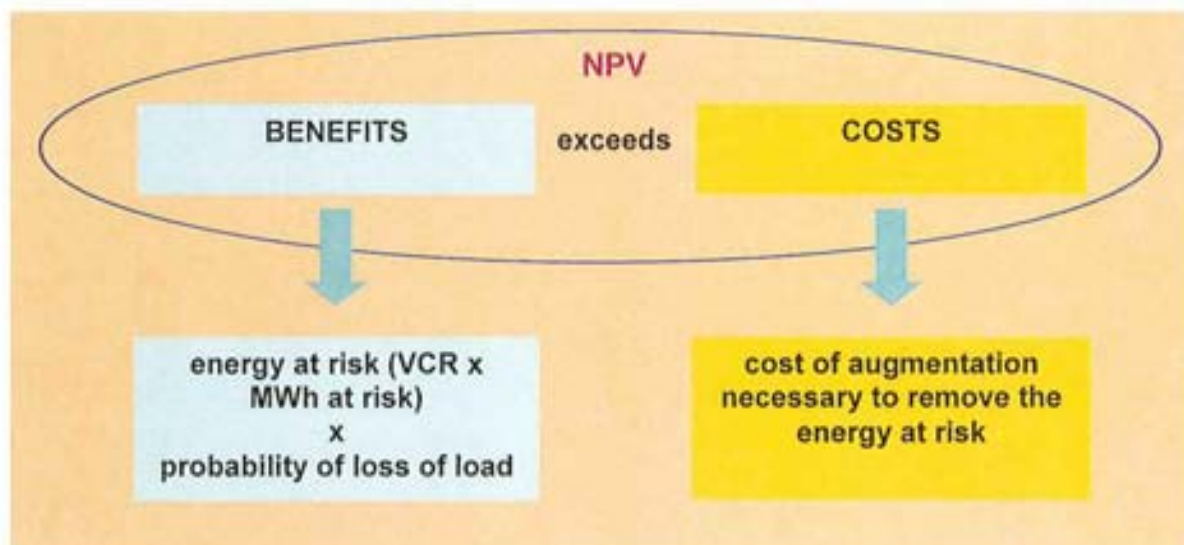 NPV
BENEFITS
exceeds
COSTS
energy at risk (VCR x
MWh at risk)
x
probability of loss of load
cost of augmentation
necessary to remove the
energy at risk